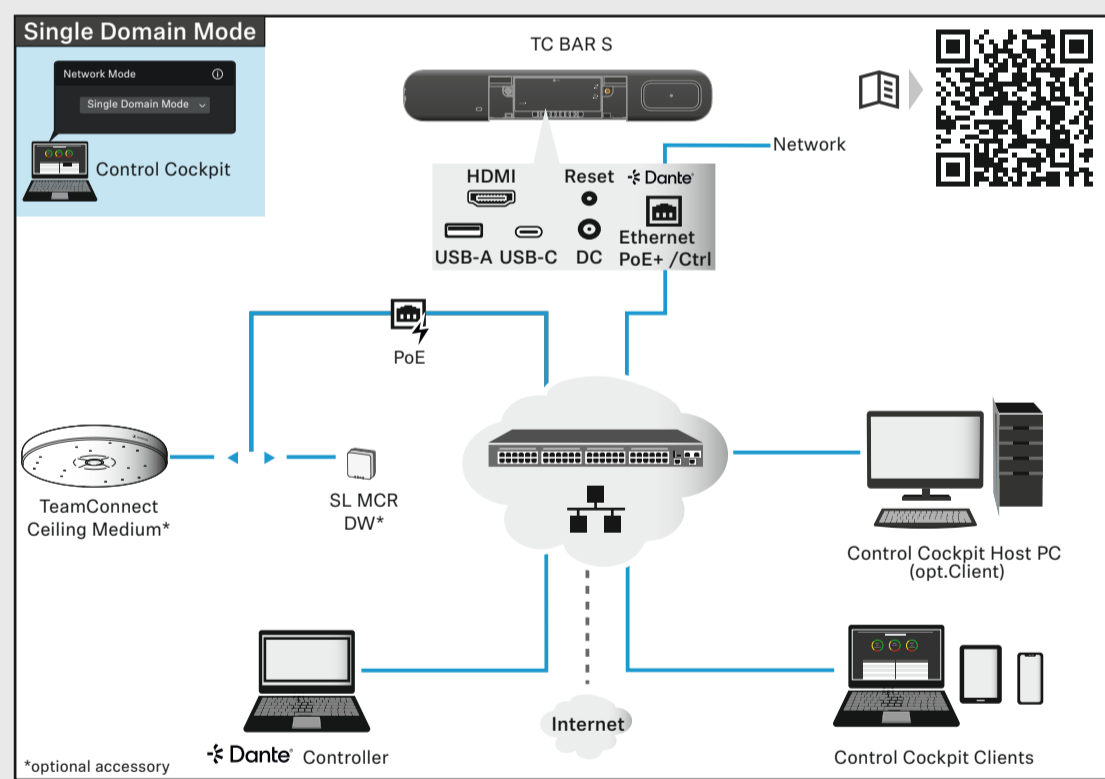 Single Domain Mode
Network Mode
Single Domain Mode
Control Cockpit
TC BAR S
Network
HDMI
Reset
Dante®
USB-A
USB-C
DC
Ethernet
PoE+ /Ctrl
PoE
TeamConnect
Ceiling Medium*
SL MCR
DW*
Control Cockpit Host PC
(opt.Client)
Internet
Dante® Controller
Control Cockpit Clients
*optional accessory